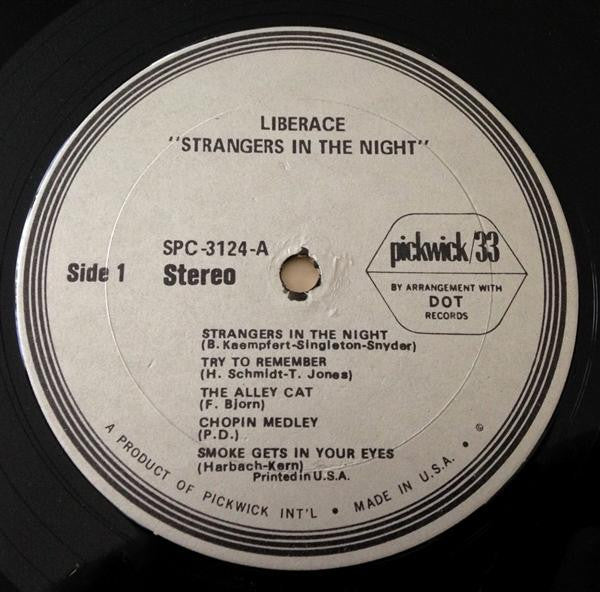 LIBERACE
"STRANGERS IN THE NIGHT"
SPC-3124-A
Side 1 Stereo
pickwick/33
BY ARRANGEMENT WITH
DOT
RECORDS
STRANGERS IN THE NIGHT
(B. Kaempfert-Singleton-Snyder)
TRY TO REMEMBER
(H. Schmidt-T. Jones)
THE ALLEY CAT
(F. Bjorn)
CHOPIN MEDLEY
(P.D.)
SMOKE GETS IN YOUR EYES
(Harbach-Kern)
Printed in U.S.A.
A PRODUCT OF PICKWICK INT'L • MADE IN U.S.A. • ©